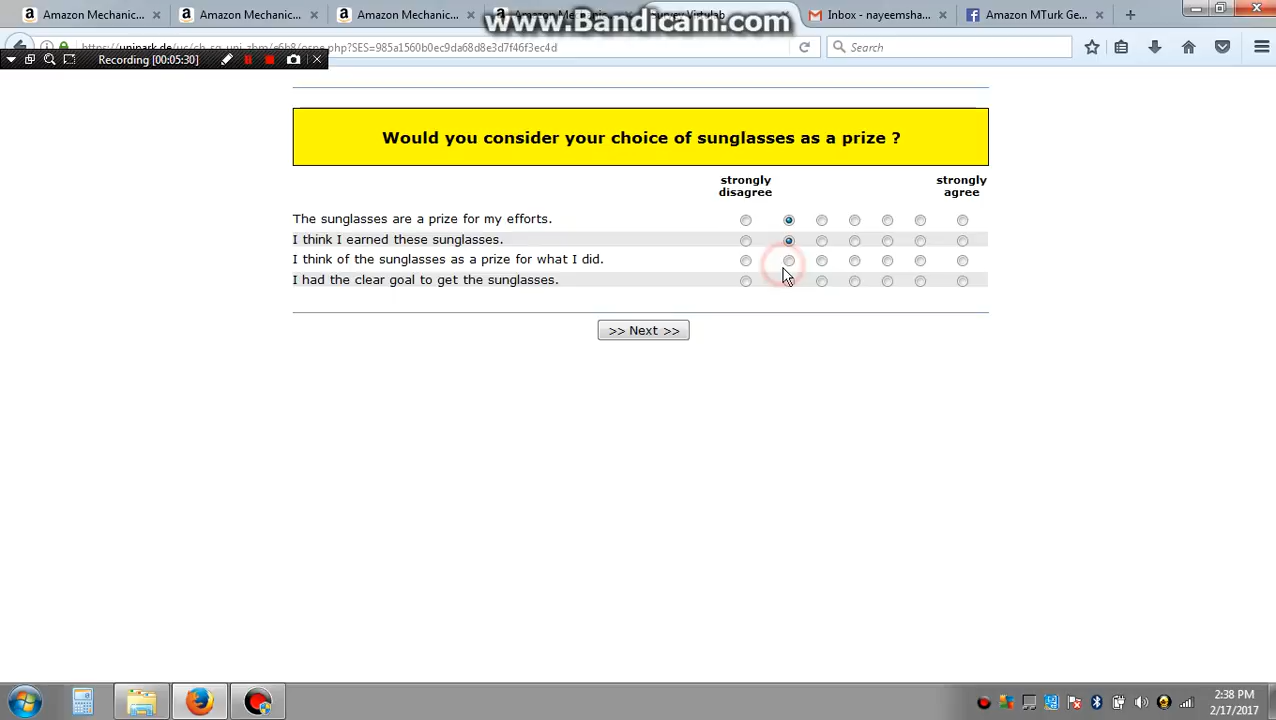 Amazon Mechanic...
Amazon Mechanic...
Amazon Mechanic...
www.Bandicam.com
Inbox - nayeemsha...
Amazon MTurk Ge...
Search
Recording [00:05:30]
Would you consider your choice of sunglasses as a prize ?
strongly disagree
strongly agree
The sunglasses are a prize for my efforts.
I think I earned these sunglasses.
I think of the sunglasses as a prize for what I did.
I had the clear goal to get the sunglasses.
>> Next >>
2:38 PM
2/17/2017